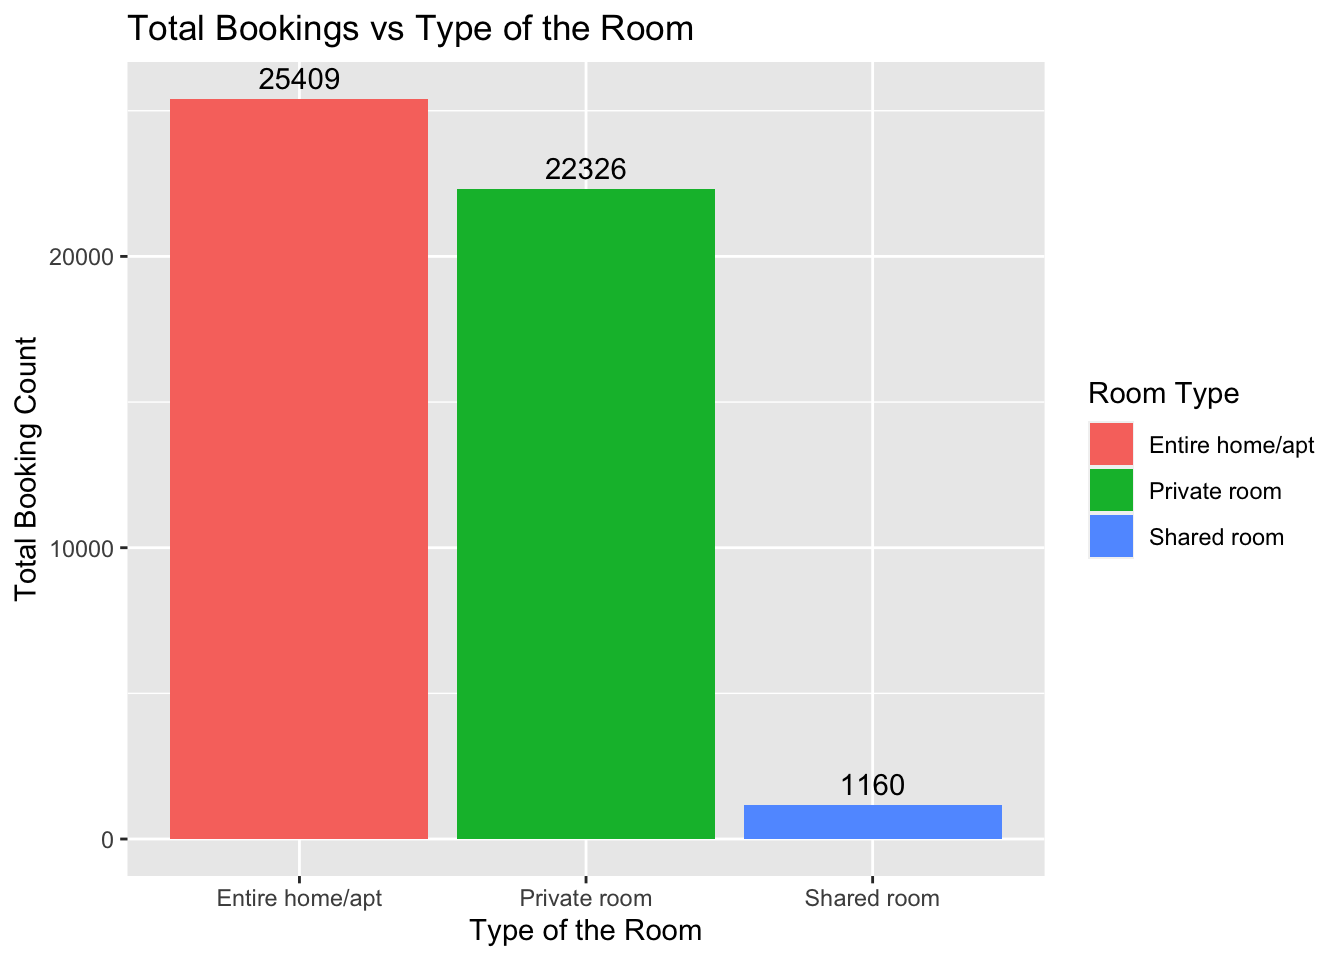 Total Bookings vs Type of the Room
25409
22326
1160
20000
10000
0
Total Booking Count
Entire home/apt
Private room
Shared room
Type of the Room
Room Type
Entire home/apt
Private room
Shared room